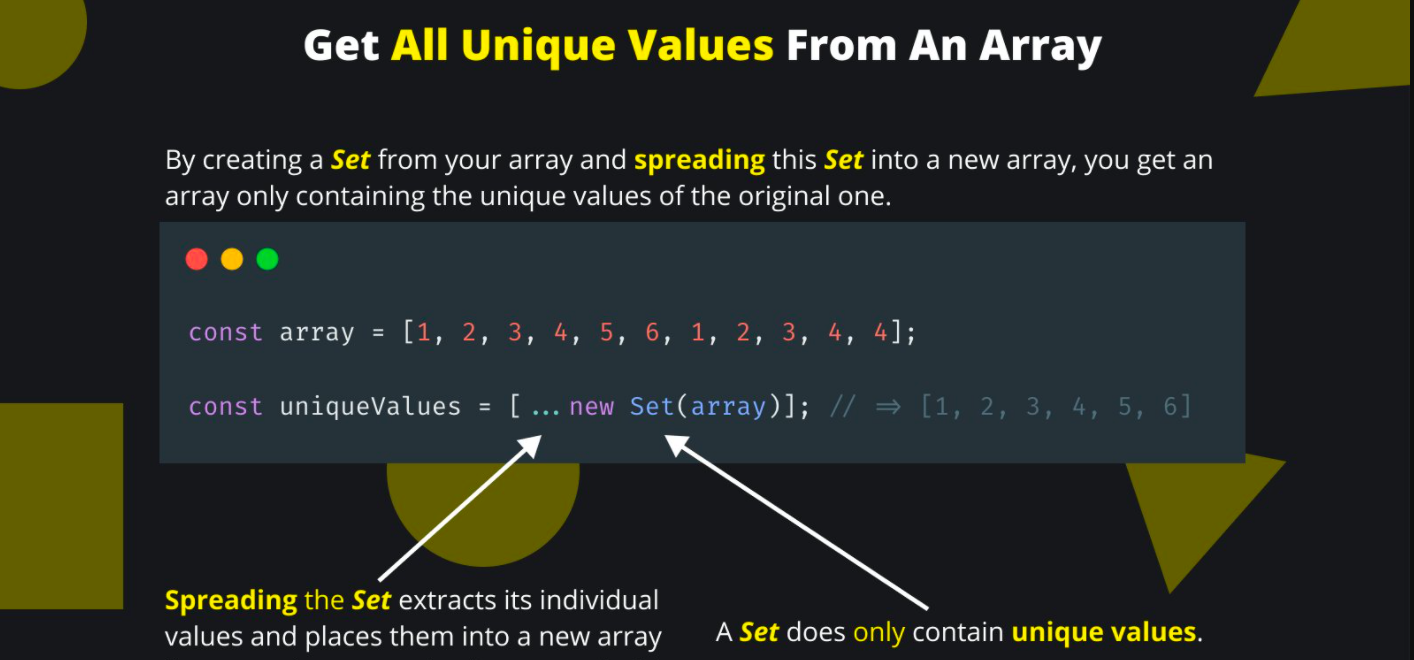 Get All Unique Values From An Array
By creating a Set from your array and spreading this Set into a new array, you get an
array only containing the unique values of the original one.
const array = [1, 2, 3, 4, 5, 6, 1, 2, 3, 4, 4];
const uniqueValues = [...new Set(array)]; // => [1, 2, 3, 4, 5, 6]
Spreading the Set extracts its individual
values and places them into a new array
A Set does only contain unique values.